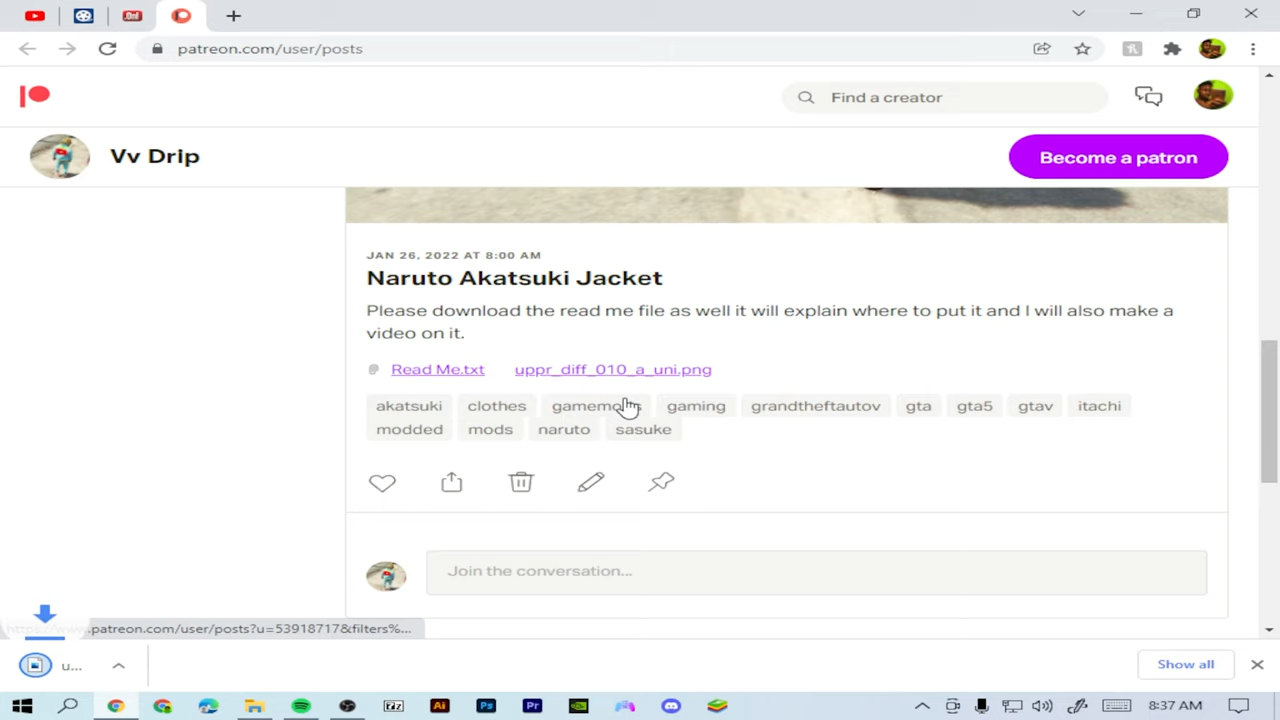 patreon.com/user/posts
Find a creator
Vv Drip
Become a patron
JAN 26, 2022 AT 8:00 AM
Naruto Akatsuki Jacket
Please download the read me file as well it will explain where to put it and I will also make a
video on it.
Read Me.txt uppr_diff_010_a_uni.png
akatsuki clothes gaming grandtheftautov gta gta5 gtav itachi
modded mods naruto sasuke
Join the conversation...
.patreon.com/user/posts?u=53918717&filters%...
u...
Show all
Ai Ps Pr
8:37 AM